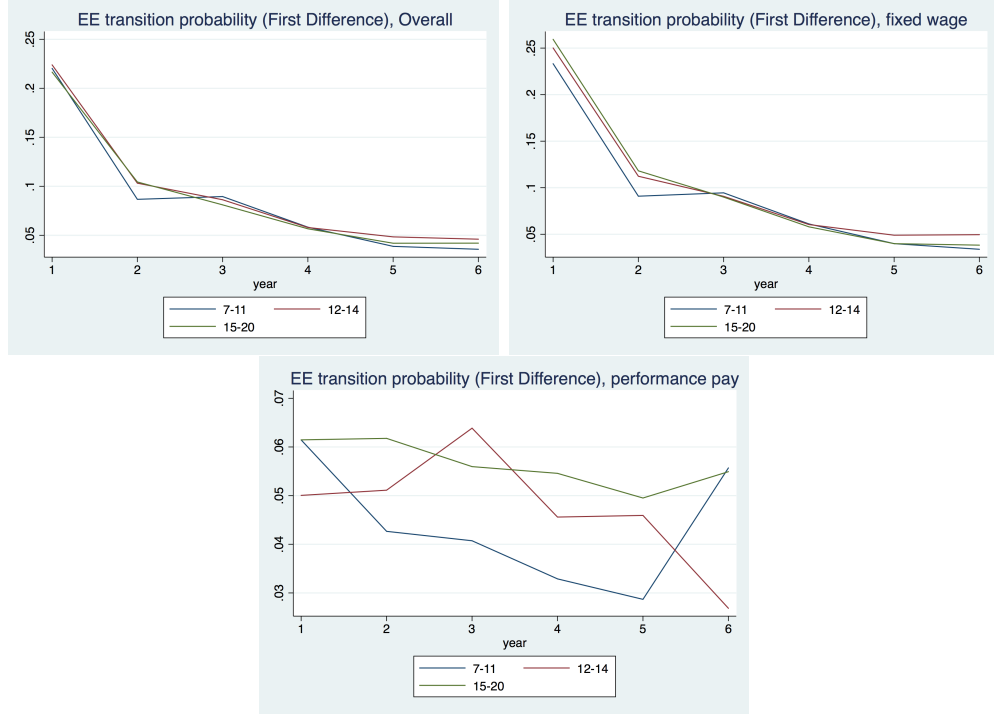 EE transition probability (First Difference), Overall
.25
.2
.15
.1
.05
1 2 3 4 5 6
year
7-11 12-14
15-20
EE transition probability (First Difference), fixed wage
.25
.2
.15
.1
.05
1 2 3 4 5 6
year
7-11 12-14
15-20
EE transition probability (First Difference), performance pay
.07
.06
.05
.04
.03
1 2 3 4 5 6
year
7-11 12-14
15-20